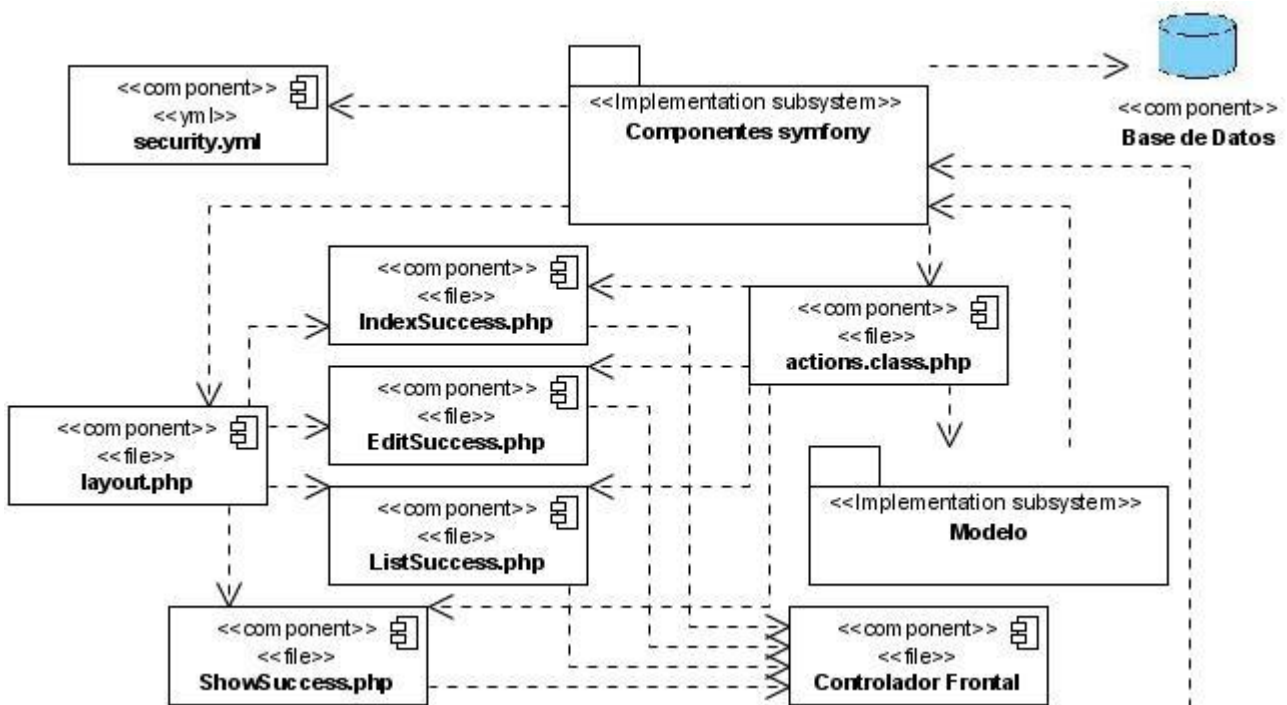 <<component>>
<<yml>>
security.yml
<<Implementation subsystem>>
Componentes symfony
<<component>>
Base de Datos
<<component>>
<<file>>
IndexSuccess.php
<<component>>
<<file>>
actions.class.php
<<component>>
<<file>>
EditSuccess.php
<<component>>
<<file>>
layout.php
<<component>>
<<file>>
ListSuccess.php
<<Implementation subsystem>>
Modelo
<<component>>
<<file>>
ShowSuccess.php
<<component>>
<<file>>
Controlador Frontal